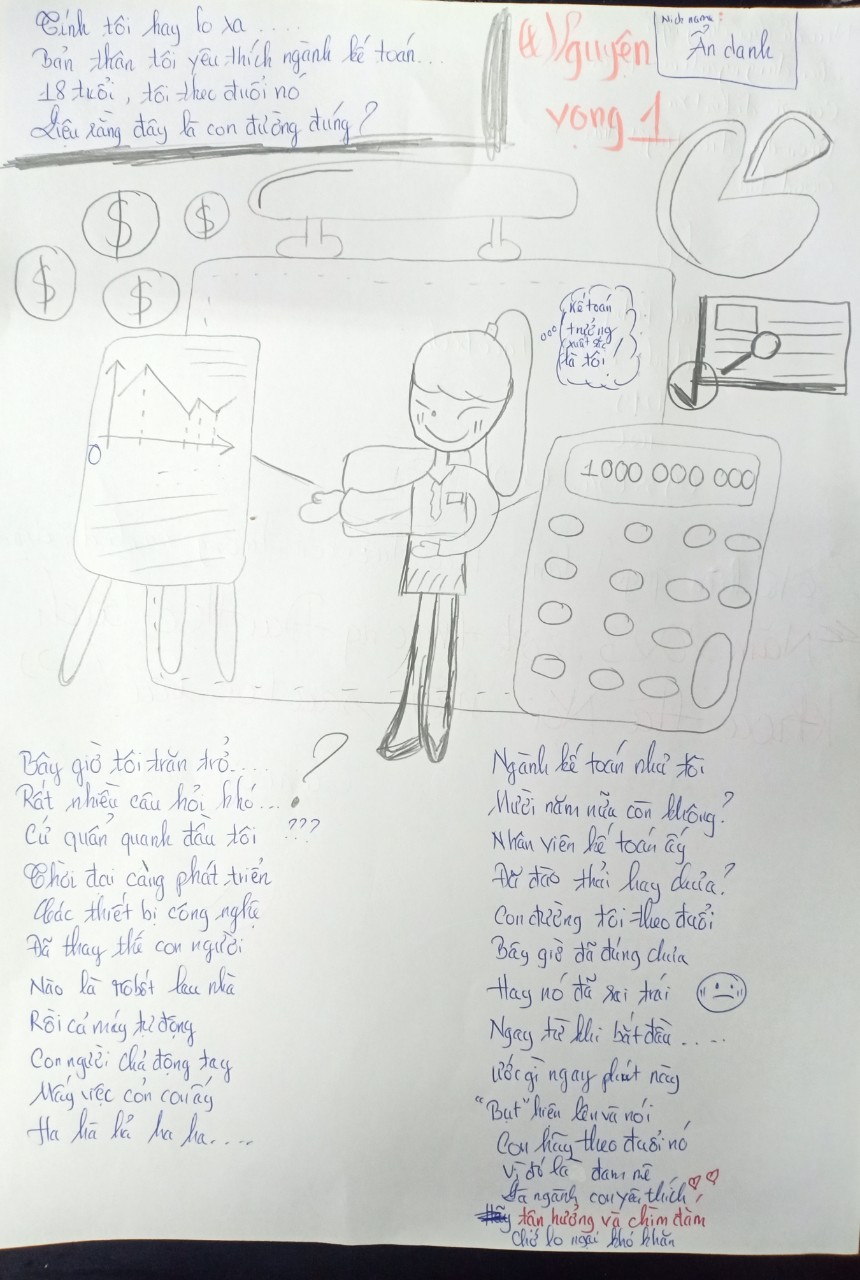 Tính tôi hay lo xa....
Bản thân tôi yêu thích ngành kế toán...
18 tuổi, tôi theo đuổi nó
Liệu rằng đây là con đường đúng?
Nguyện
vọng 1
Nick name:
Ẩn danh
$
$
$
$
kế toán
trưởng
xuất sắc
là tôi
0
1000 000 000
Bây giờ tôi trăn trở....
Rất nhiều câu hỏi khó...
Cứ quẩn quanh đầu tôi
?
???
Thời đại càng phát triển
Các thiết bị công nghệ
Đã thay thế con người
Nào là robot lau nhà
Rồi cả máy tự động
Con người chả động tay
Mấy việc cỏn con ấy
Ha hà hả ha ha....
Ngành kế toán như tôi
Mười năm nữa còn không?
Nhân viên kế toán ấy
Đã đào thải hay chưa?
Con đường tôi theo đuổi
Bây giờ đã đúng chưa
Hay nó đã sai trái
Ngay từ khi bắt đầu....
Ước gì ngay phút này
"Bụt" hiện lên và nói
Con hãy theo đuổi nó
Vì đó là đam mê
Là ngành con yêu thích!
tận hưởng và chìm đắm
Chớ lo ngại khó khăn